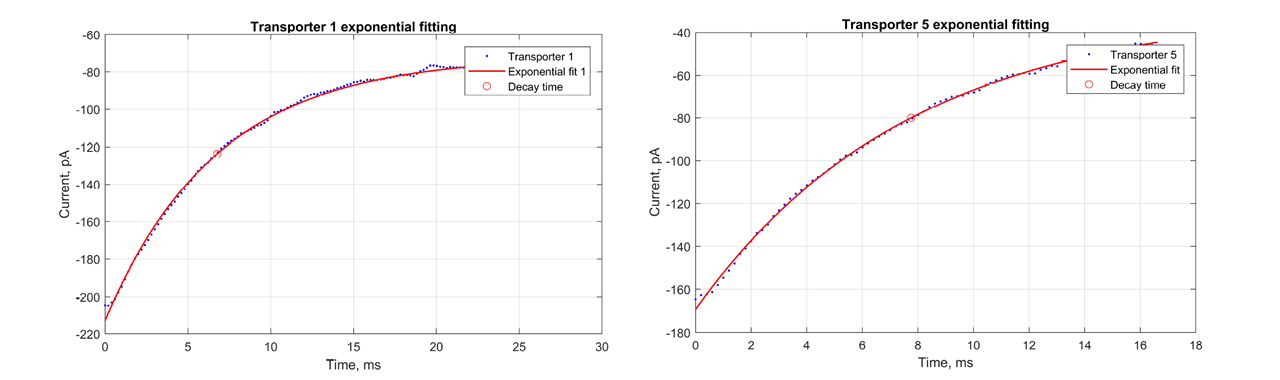 Transporter 1 exponential fitting
-60
-80
-100
-120
-140
-160
-180
-200
-220
Current, pA
0
5
10
15
20
25
30
Time, ms
Transporter 1
Exponential fit 1
Decay time
Transporter 5 exponential fitting
-40
-60
-80
-100
-120
-140
-160
-180
Current, pA
0
2
4
6
8
10
12
14
16
18
Time, ms
Transporter 5
Exponential fit
Decay time